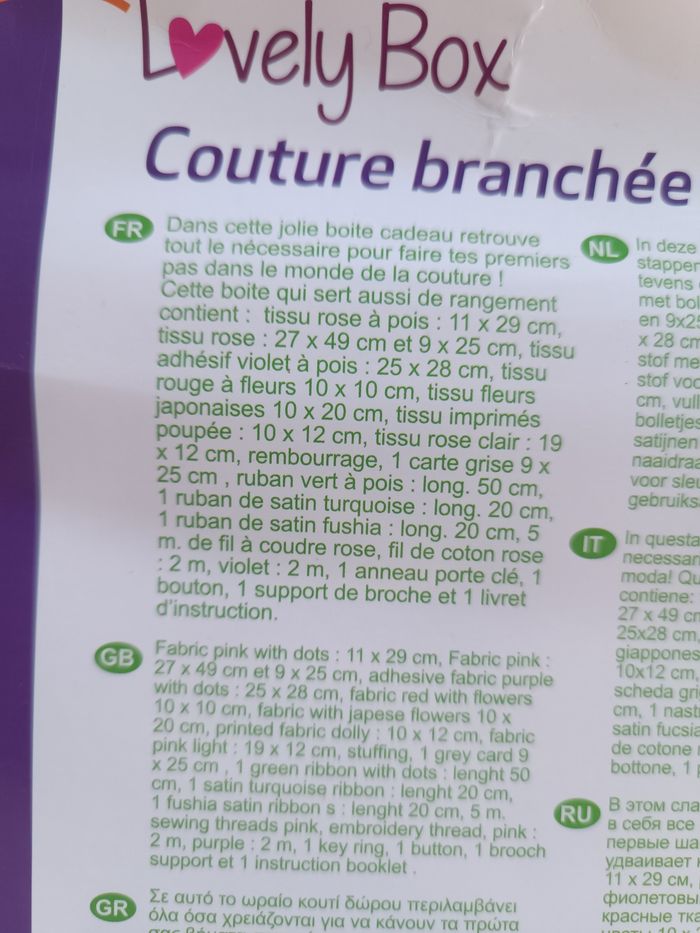 Lovely Box
Couture branchée
FR
Dans cette jolie boite cadeau retrouve
tout le nécessaire pour faire tes premiers
pas dans le monde de la couture !
Cette boite qui sert aussi de rangement
contient : tissu rose à pois : 11 x 29 cm,
tissu rose : 27 x 49 cm et 9 x 25 cm, tissu
adhésif violet à pois : 25 x 28 cm, tissu
rouge à fleurs 10 x 10 cm, tissu fleurs
japonaises 10 x 20 cm, tissu imprimés
poupée : 10 x 12 cm, tissu rose clair : 19
x 12 cm, rembourrage, 1 carte grise 9 x
25 cm , ruban vert à pois : long. 50 cm,
1 ruban de satin turquoise : long. 20 cm,
1 ruban de satin fushia : long. 20 cm, 5
m. de fil à coudre rose, fil de coton rose
: 2 m, violet : 2 m, 1 anneau porte clé, 1
bouton, 1 support de broche et 1 livret
d'instruction.
GB
Fabric pink with dots : 11 x 29 cm, Fabric pink :
27 x 49 cm et 9 x 25 cm, adhesive fabric purple
with dots : 25 x 28 cm, fabric red with flowers
10 x 10 cm, fabric with japese flowers 10 x
20 cm, printed fabric dolly : 10 x 12 cm, fabric
pink light : 19 x 12 cm, stuffing, 1 grey card 9
x 25 cm , 1 green ribbon with dots : lenght 50
cm, 1 satin turquoise ribbon : lenght 20 cm,
1 fushia satin ribbon s : lenght 20 cm, 5 m.
sewing threads pink, embroidery thread, pink :
2 m, purple : 2 m, 1 key ring, 1 button, 1 brooch
support et 1 instruction booklet .
GR
Σε αυτό το ωραίο κουτί δώρου περιλαμβάνει
όλα όσα χρειάζονται για να κάνουν τα πρώτα
NL
In deze
stappen
tevens
met bol
en 9x25
x 28 cm
stof me
stof voo
cm, vull
bolletjes
satijnen
naaidra
voor sleu
gebruiks
IT
In questa
necessar
moda! Qu
contiene:
27 x 49 cm
25x28 cm,
giappones
10x12 cm,
scheda gri
cm, 1 nast
satin fucsia
de cotone
bottone, 1
RU
В этом сла
в себя все
первые ша
удваивает
11 x 29 см,
фиолетовы
красные тка